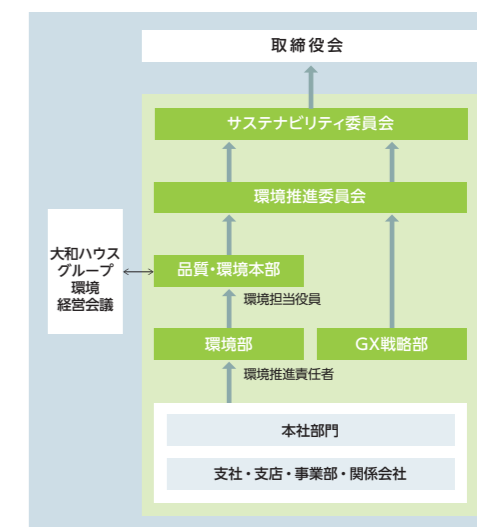 取締役会
サステナビリティ委員会
環境推進委員会
大和ハウス
グループ
環境
経営会議
品質・環境本部
環境担当役員
環境部
GX戦略部
環境推進責任者
本社部門
支社・支店・事業部・関係会社